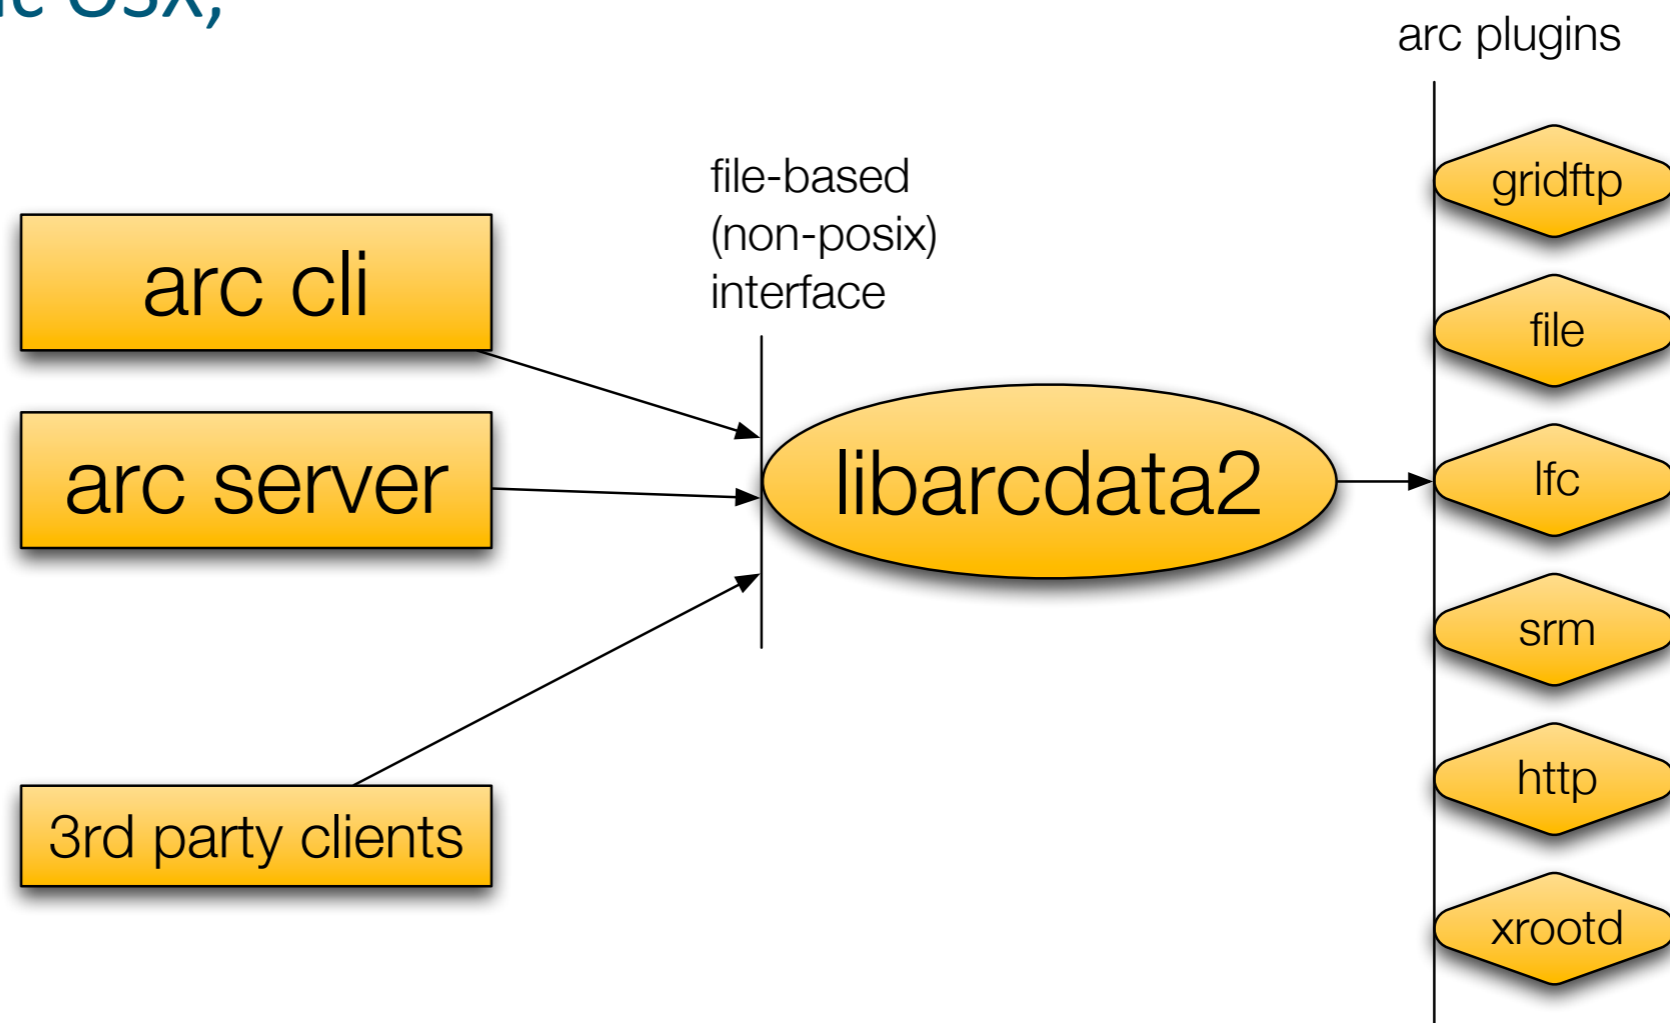 OSX,
arc plugins
file-based
(non-posix)
interface
arc cli
arc server
3rd party clients
libarcdata2
gridftp
file
lfc
srm
http
xrootd